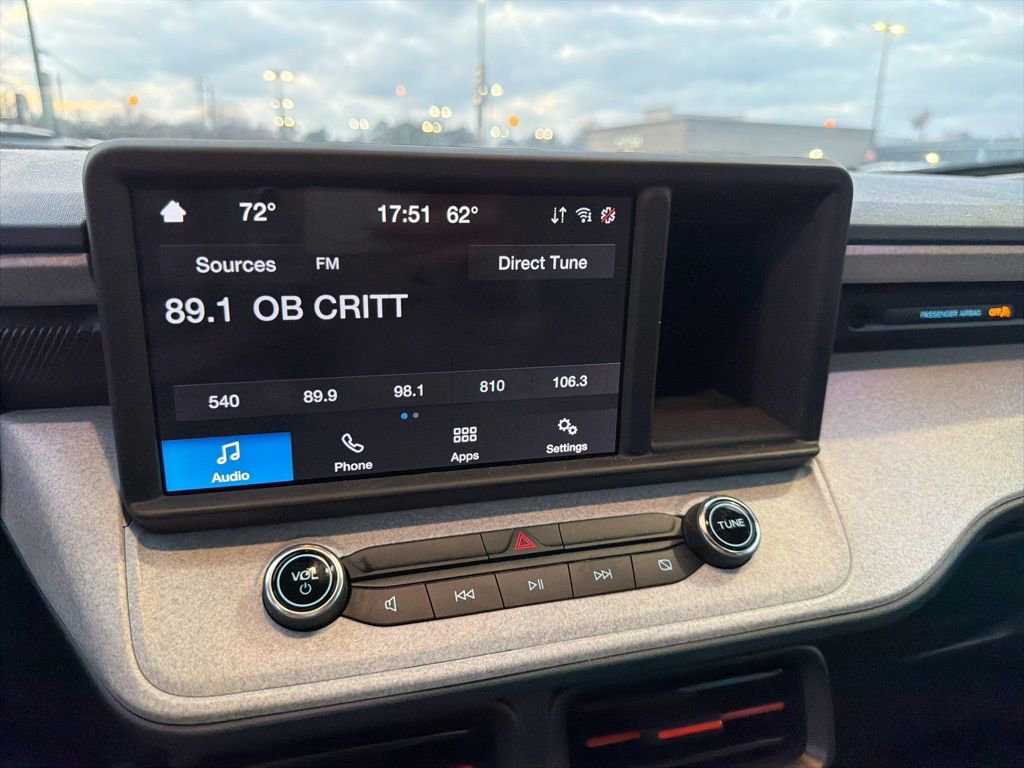 72° 17:51 62°
Sources FM Direct Tune
89.1 OB CRITT
540 89.9 98.1 810 106.3
Audio Phone Apps Settings
PASSENGER AIRBAG OFF
VOL TUNE